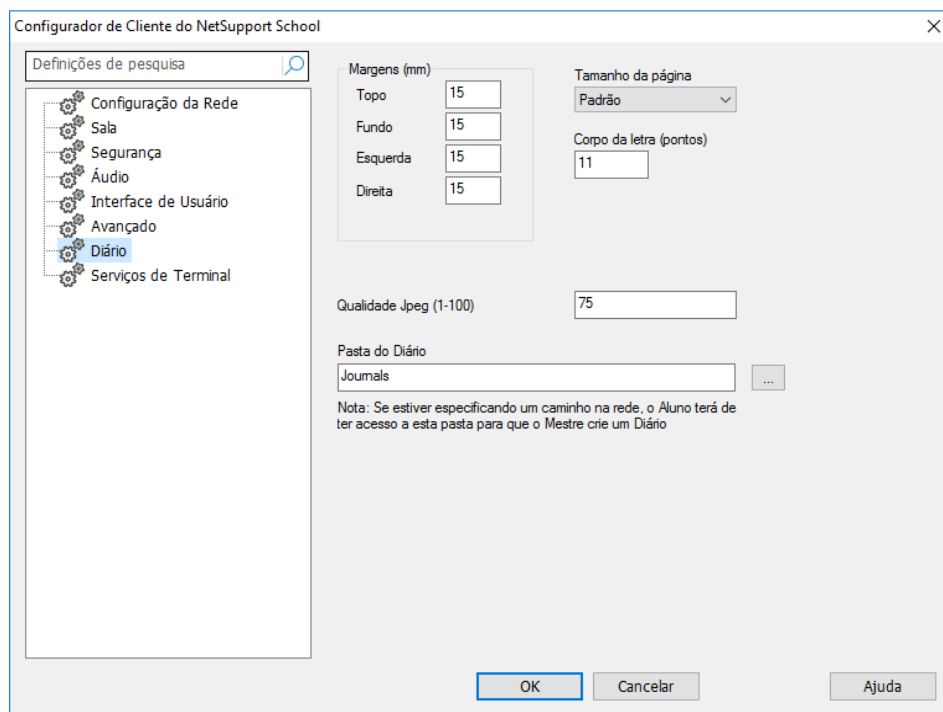 Configurador de Cliente do NetSupport School
Definições de pesquisa
Configuração da Rede
Sala
Segurança
Áudio
Interface de Usuário
Avançado
Diário
Serviços de Terminal
Margens (mm)
Topo 15
Fundo 15
Esquerda 15
Direita 15
Tamanho da página
Padrão
Corpo da letra (pontos)
11
Qualidade Jpeg (1-100) 75
Pasta do Diário
Journals
...
Nota: Se estiver especificando um caminho na rede, o Aluno terá de
ter acesso a esta pasta para que o Mestre crie um Diário
OK Cancelar Ajuda